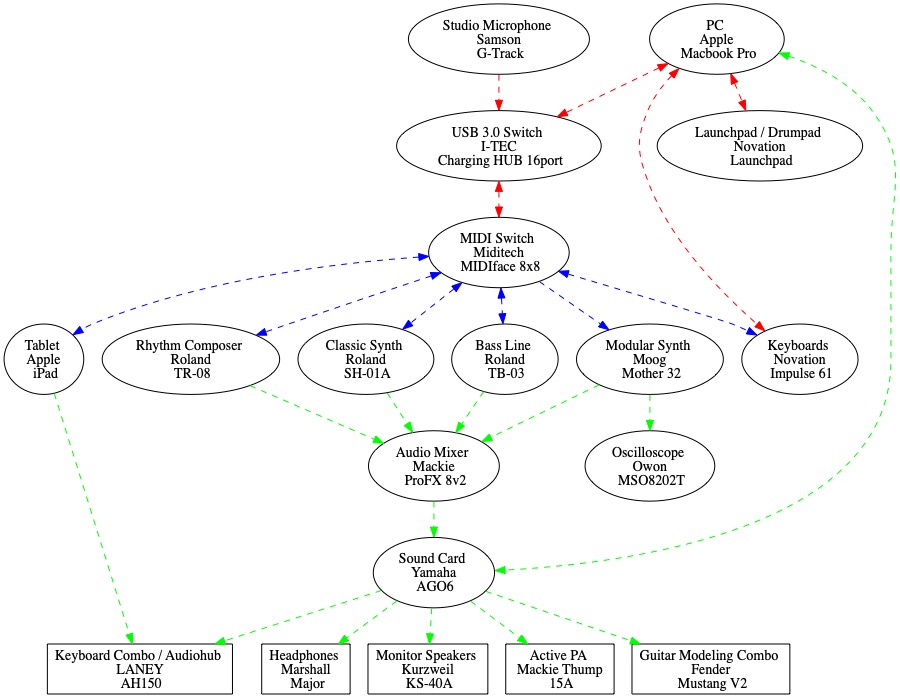 Studio Microphone
Samson
G-Track
PC
Apple
Macbook Pro
USB 3.0 Switch
I-TEC
Charging HUB 16port
Launchpad / Drumpad
Novation
Launchpad
MIDI Switch
Miditech
MIDIface 8x8
Tablet
Apple
iPad
Rhythm Composer
Roland
TR-08
Classic Synth
Roland
SH-01A
Bass Line
Roland
TB-03
Modular Synth
Moog
Mother 32
Keyboards
Novation
Impulse 61
Audio Mixer
Mackie
ProFX 8v2
Oscilloscope
Owon
MSO8202T
Sound Card
Yamaha
AGO6
Keyboard Combo / Audiohub
LANEY
AH150
Headphones
Marshall
Major
Monitor Speakers
Kurzweil
KS-40A
Active PA
Mackie Thump
15A
Guitar Modeling Combo
Fender
Mustang V2